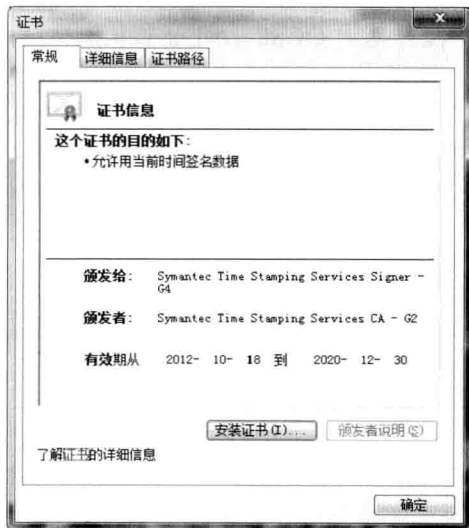 证书
常规 详细信息 证书路径
证书信息
这个证书的目的如下:
•允许用当前时间签名数据
颁发给: Symantec Time Stamping Services Signer -
G4
颁发者: Symantec Time Stamping Services CA - G2
有效期从 2012- 10- 18 到 2020- 12- 30
安装证书(I)... 颁发者说明(S)
了解证书的详细信息
确定